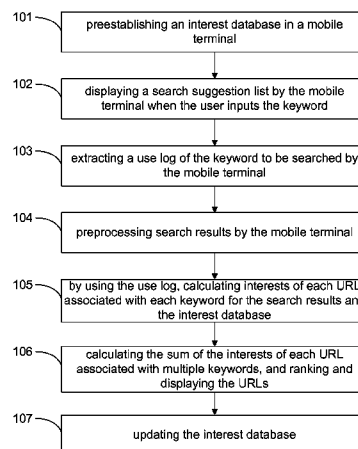 101
preestablishing an interest database in a mobile
terminal
102
displaying a search suggestion list by the mobile
terminal when the user inputs the keyword
103
extracting a use log of the keyword to be searched by
the mobile terminal
104
preprocessing search results by the mobile terminal
105
by using the use log, calculating interests of each URL
associated with each keyword for the search results an
the interest database
106
calculating the sum of the interests of each URL
associated with multiple keywords, and ranking and
displaying the URLs
107
updating the interest database